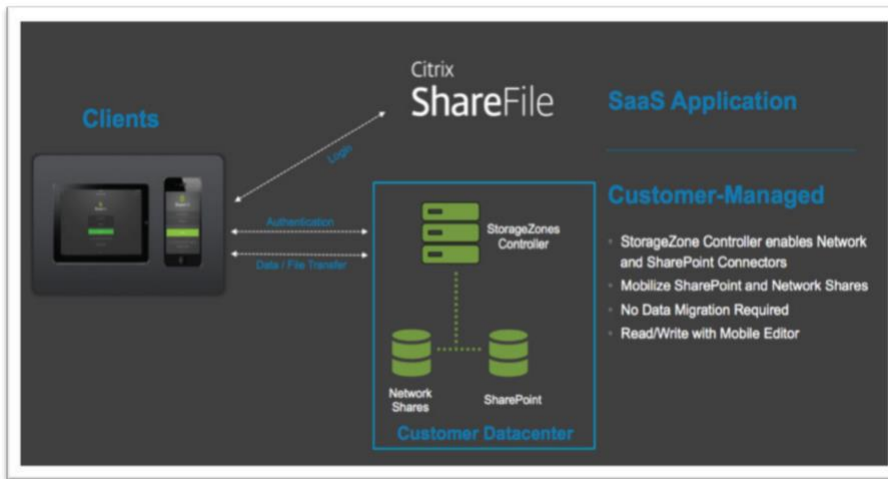 Citrix
ShareFile
SaaS Application
Clients
Login
Customer-Managed
Authentication
Data / File Transfer
StorageZones
Controller
StorageZone Controller enables Network
and SharePoint Connectors
Mobilize SharePoint and Network Shares
No Data Migration Required
Read/Write with Mobile Editor
Network
Shares
SharePoint
Customer Datacenter